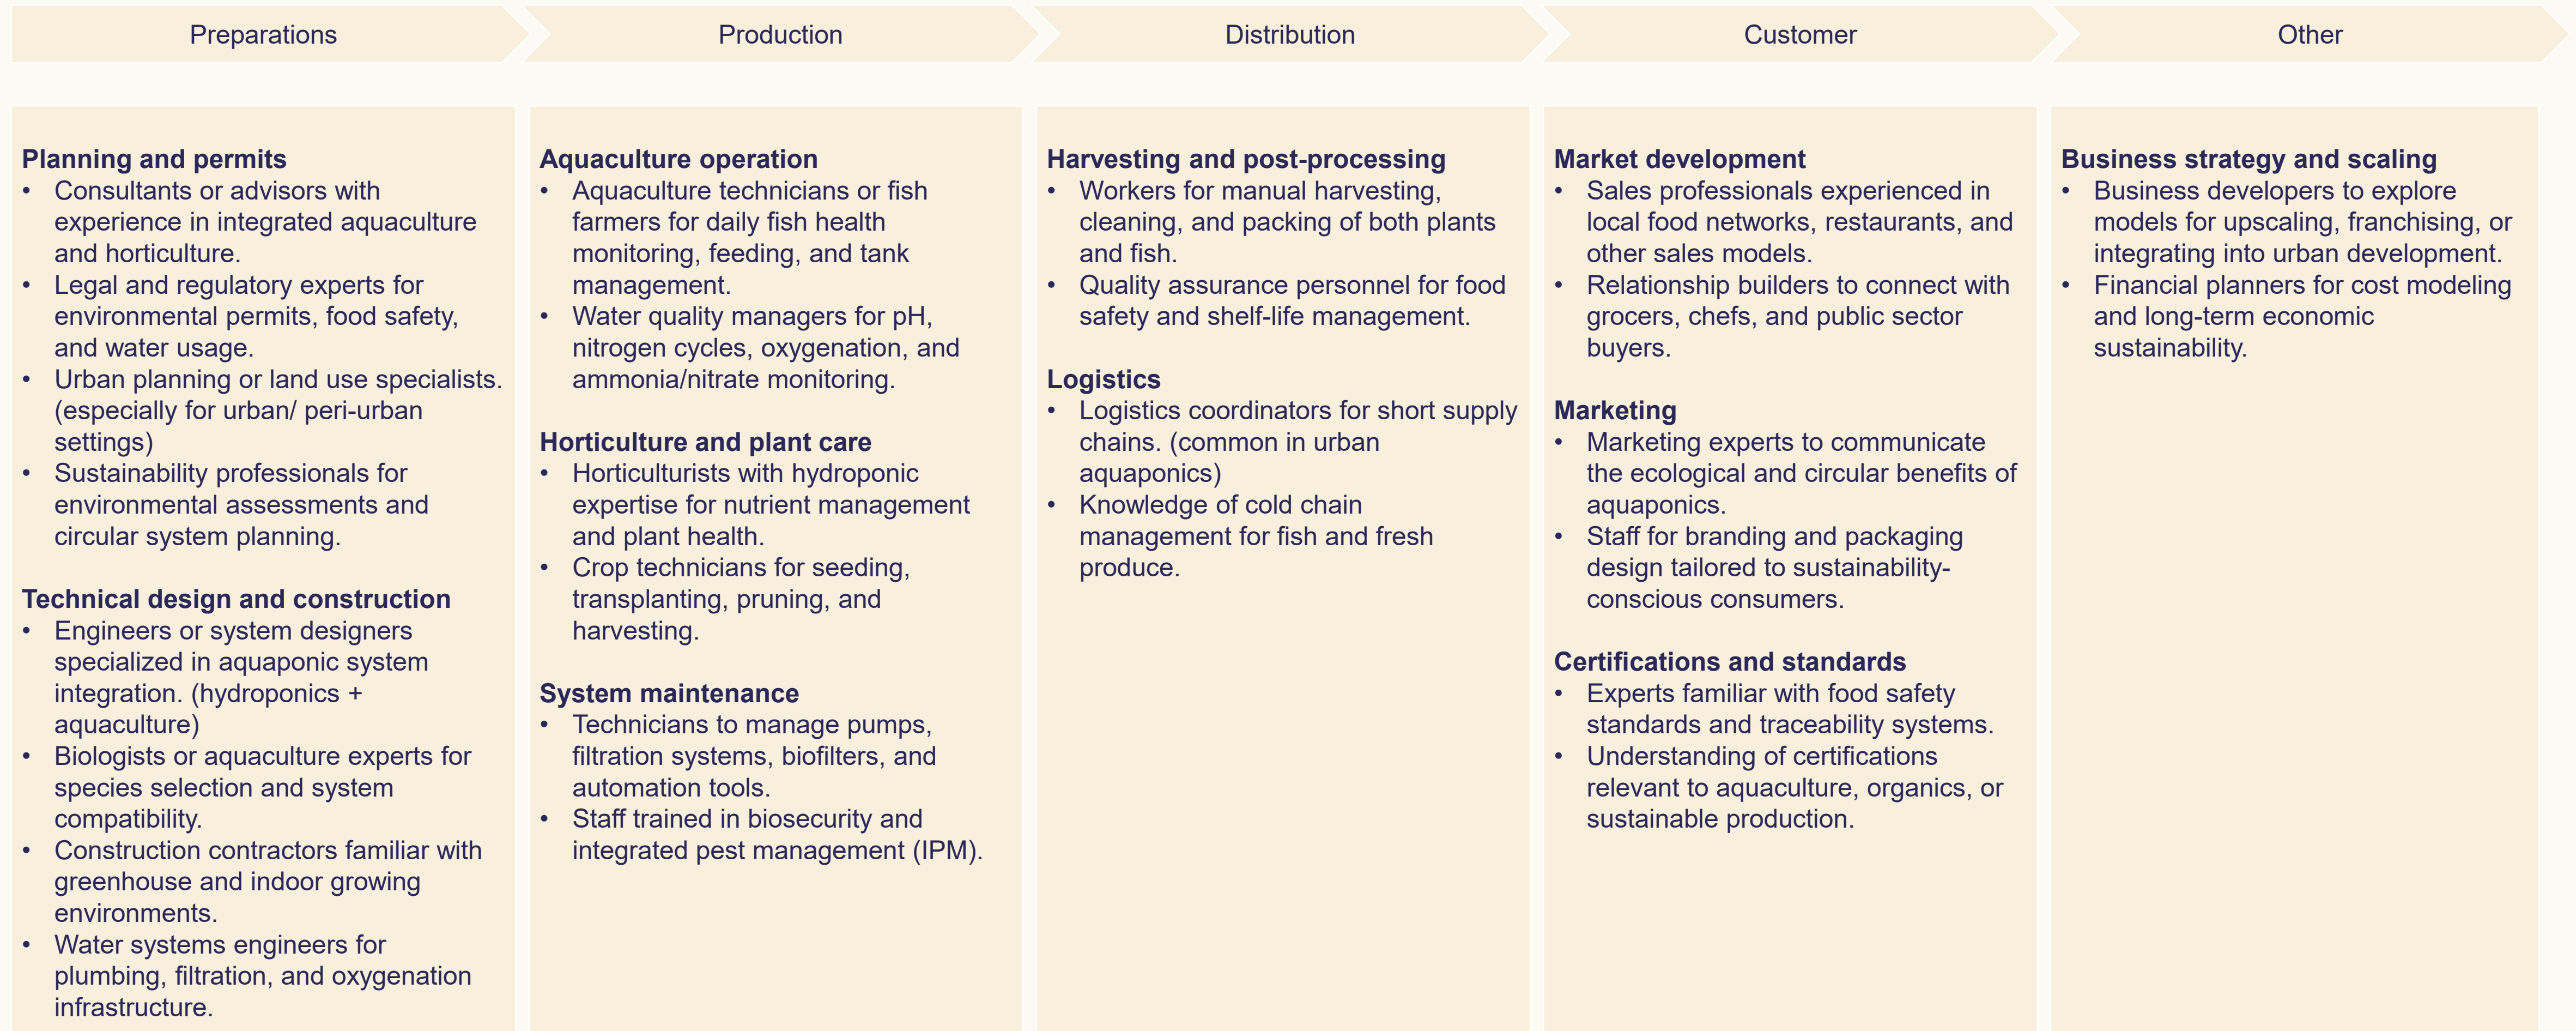 Preparations
Production
Distribution
Customer
Other
Planning and permits
• Consultants or advisors with
experience in integrated aquaculture
and horticulture.
• Legal and regulatory experts for
environmental permits, food safety,
and water usage.
• Urban planning or land use specialists.
(especially for urban/ peri-urban
settings)
• Sustainability professionals for
environmental assessments and
circular system planning.
Technical design and construction
• Engineers or system designers
specialized in aquaponic system
integration. (hydroponics +
aquaculture)
• Biologists or aquaculture experts for
species selection and system
compatibility.
• Construction contractors familiar with
greenhouse and indoor growing
environments.
• Water systems engineers for
plumbing, filtration, and oxygenation
infrastructure.
Aquaculture operation
• Aquaculture technicians or fish
farmers for daily fish health
monitoring, feeding, and tank
management.
• Water quality managers for pH,
nitrogen cycles, oxygenation, and
ammonia/nitrate monitoring.
Horticulture and plant care
• Horticulturists with hydroponic
expertise for nutrient management
and plant health.
• Crop technicians for seeding,
transplanting, pruning, and
harvesting.
System maintenance
• Technicians to manage pumps,
filtration systems, biofilters, and
automation tools.
• Staff trained in biosecurity and
integrated pest management (IPM).
Harvesting and post-processing
• Workers for manual harvesting,
cleaning, and packing of both plants
and fish.
• Quality assurance personnel for food
safety and shelf-life management.
Logistics
• Logistics coordinators for short supply
chains. (common in urban
aquaponics)
• Knowledge of cold chain
management for fish and fresh
produce.
Market development
• Sales professionals experienced in
local food networks, restaurants, and
other sales models.
• Relationship builders to connect with
grocers, chefs, and public sector
buyers.
Marketing
• Marketing experts to communicate
the ecological and circular benefits of
aquaponics.
• Staff for branding and packaging
design tailored to sustainability-
conscious consumers.
Certifications and standards
• Experts familiar with food safety
standards and traceability systems.
• Understanding of certifications
relevant to aquaculture, organics, or
sustainable production.
Business strategy and scaling
• Business developers to explore
models for upscaling, franchising, or
integrating into urban development.
• Financial planners for cost modeling
and long-term economic
sustainability.